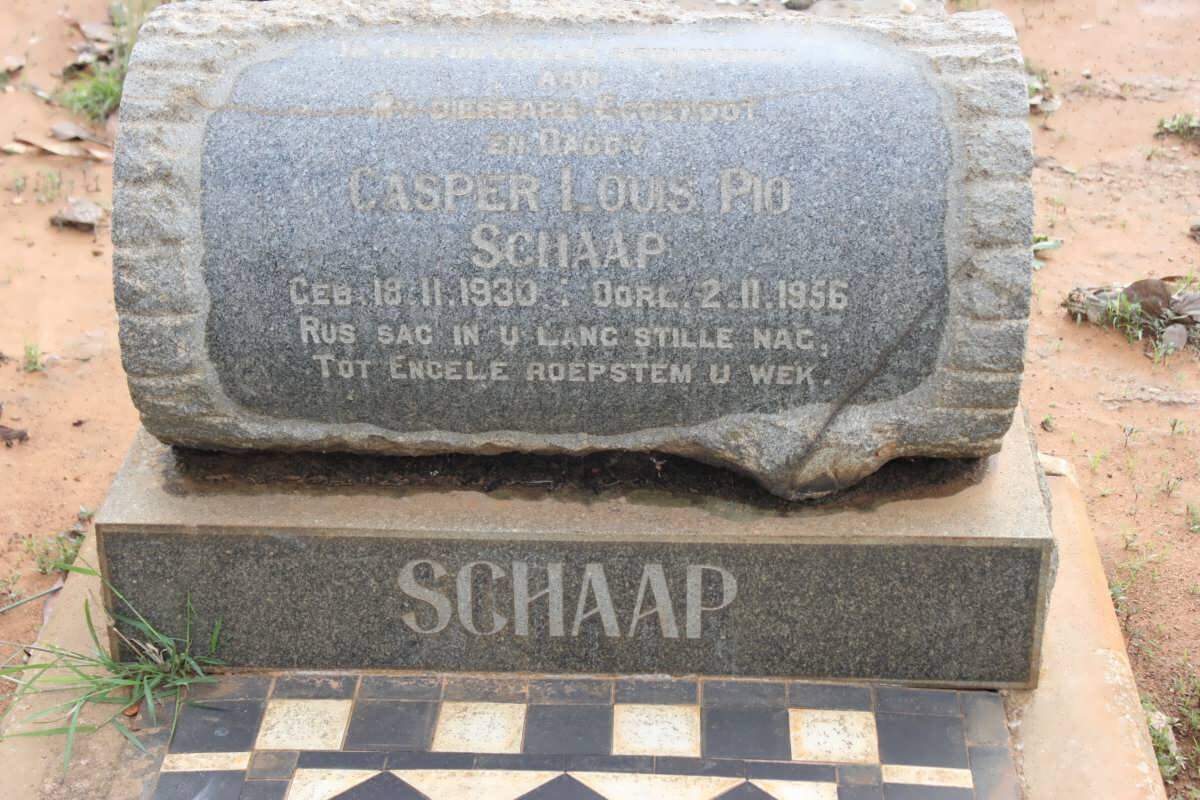 AAN
MY DIERBARE EGGENOOT
EN DADDY
CASPER LOUIS PIO
SCHAAP
GEB. 18.11.1930 : OORL. 2.11.1956
RUS SAG IN U LANG STILLE NAG,
TOT ENGELE ROEPSTEM U WEK.
SCHAAP